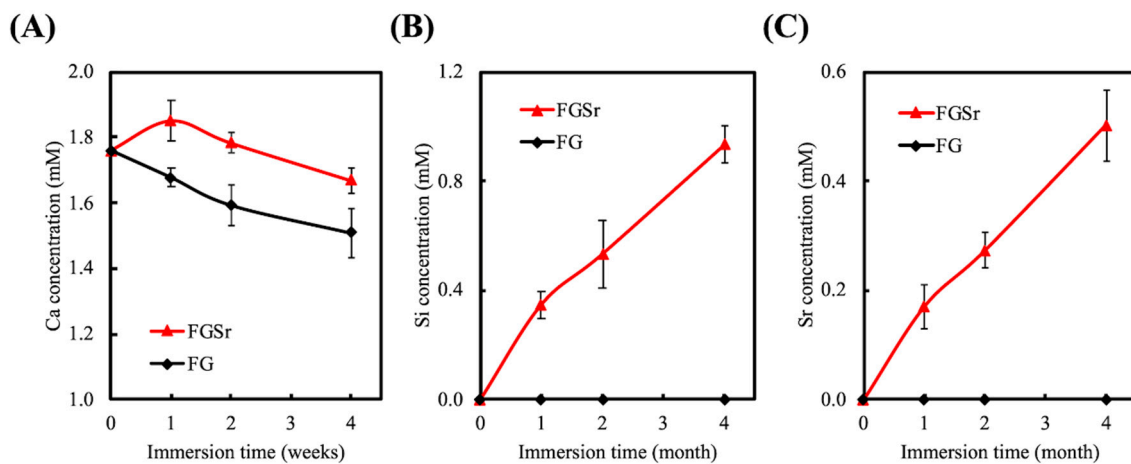 (A)
2.0
1.8
1.6
1.4
1.2
1.0
Ca concentration (mM)
FGSr
FG
0 1 2 3 4
Immersion time (weeks)
(B)
1.2
0.8
0.4
0.0
Si concentration (mM)
FGSr
FG
0 1 2 3 4
Immersion time (month)
(C)
0.6
0.4
0.2
0.0
Sr concentration (mM)
FGSr
FG
0 1 2 3 4
Immersion time (month)